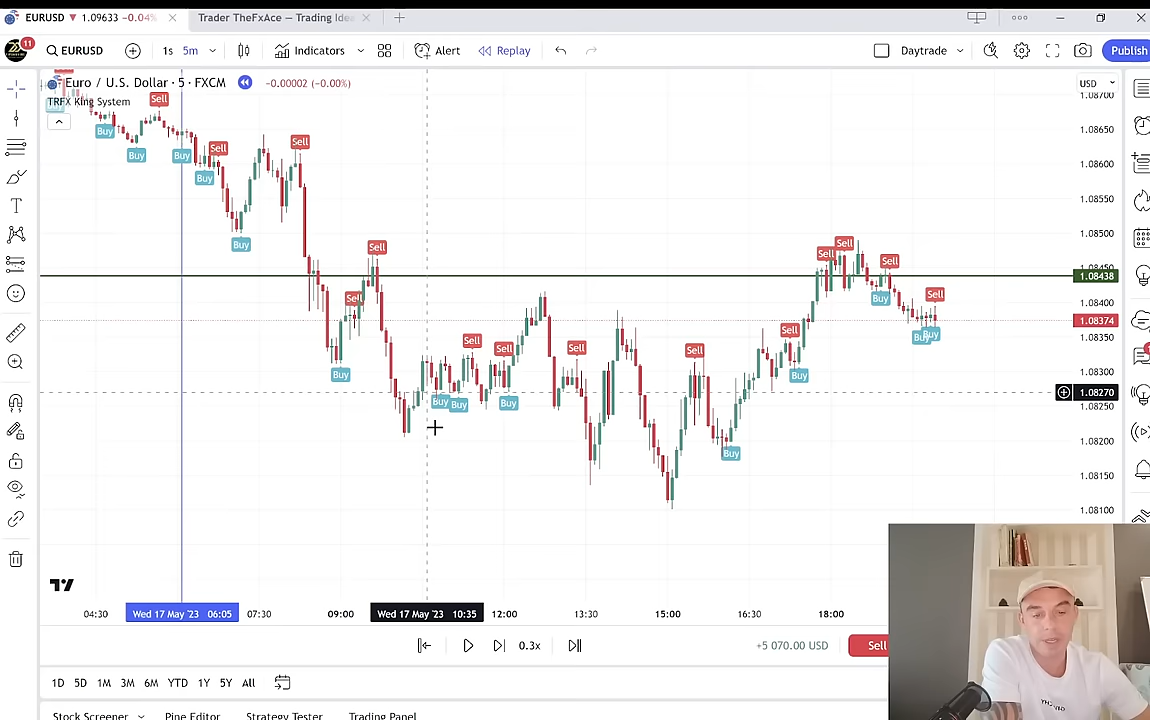 EURUSD ▼ 1.09633 -0.04%
Trader TheFxAce — Trading Idea
11
EURUSD
1s
5m
Indicators
Alert
Replay
Daytrade
Publish
Euro / U.S. Dollar · 5 · FXCM
-0.00002 (-0.00%)
USD
TRFX King System
1.08700
1.08650
1.08600
1.08550
1.08500
1.08450
1.08438
1.08400
1.08374
1.08350
1.08300
1.08270
1.08250
1.08200
1.08150
1.08100
Sell
Buy
Buy
Buy
Sell
Buy
Buy
Sell
Buy
Sell
Sell
Buy
Sell
Buy
Buy
Sell
Buy
Sell
Sell
Buy
Sell
Buy
Sell
Sell
Buy
Sell
Buy
Buy
Sell
04:30
Wed 17 May '23 06:05
07:30
09:00
Wed 17 May '23 10:35
12:00
13:30
15:00
16:30
18:00
0.3x
+5 070.00 USD
Sell
1D 5D 1M 3M 6M YTD 1Y 5Y All
Stock Screener
Pine Editor
Strategy Tester
Trading Panel